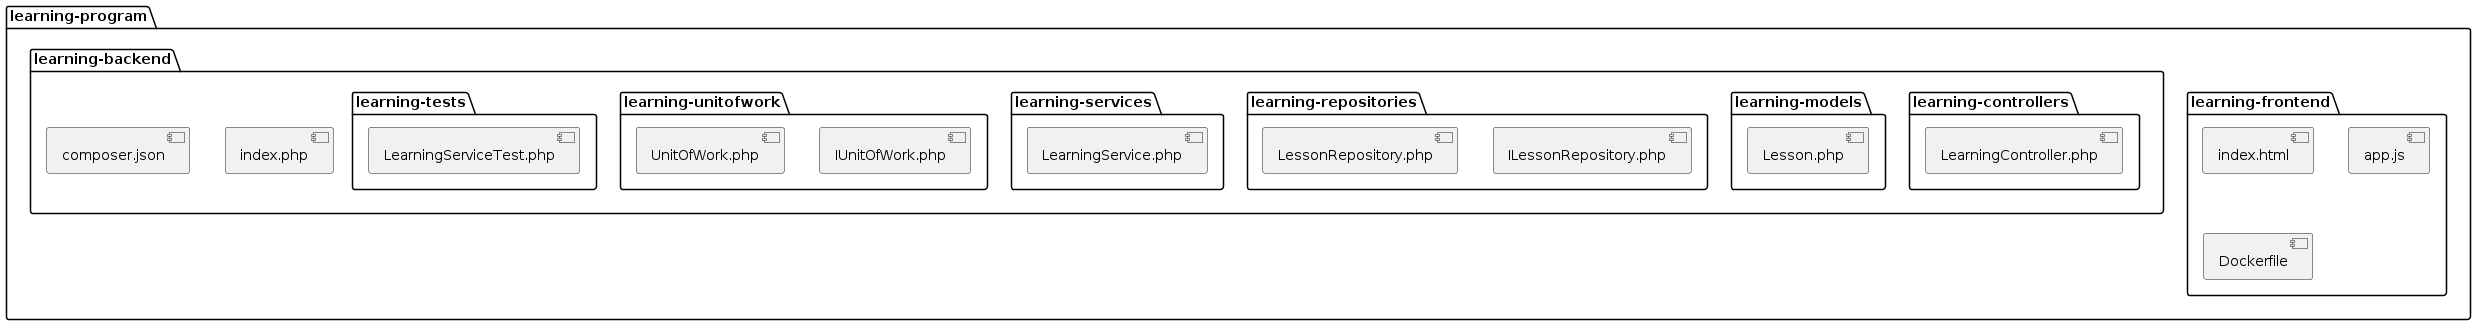 learning-program
learning-backend
learning-tests
learning-unitofwork
learning-services
learning-repositories
learning-models
learning-controllers
learning-frontend
composer.json
index.php
LearningServiceTest.php
UnitOfWork.php
IUnitOfWork.php
LearningService.php
LessonRepository.php
ILessonRepository.php
Lesson.php
LearningController.php
index.html
app.js
Dockerfile